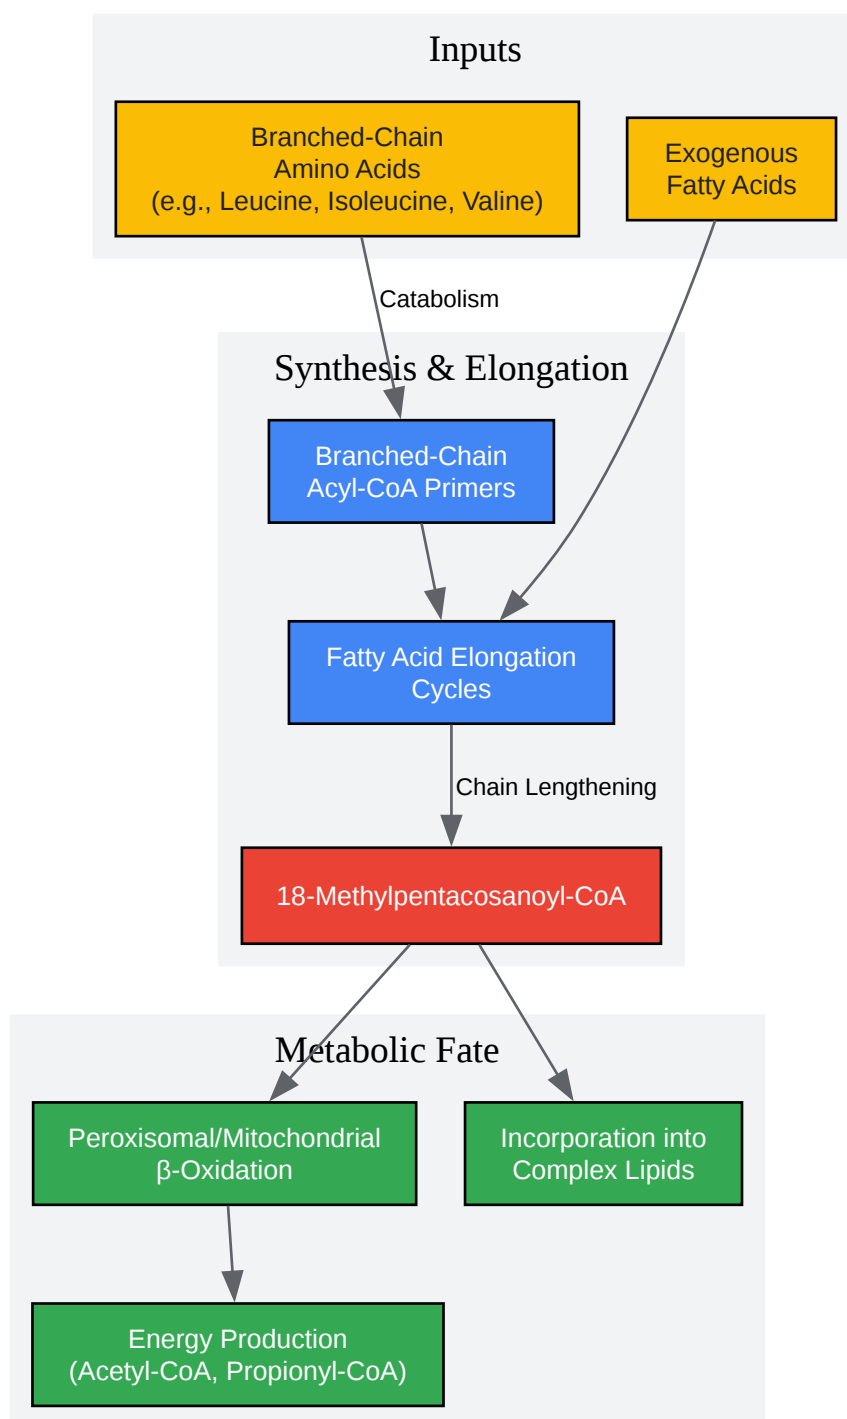 Inputs
Branched-Chain
Amino Acids
(e.g., Leucine, Isoleucine, Valine)
Exogenous
Fatty Acids
Catabolism
Synthesis & Elongation
Branched-Chain
Acyl-CoA Primers
Fatty Acid Elongation
Cycles
Chain Lengthening
18-Methylpentacosanoyl-CoA
Metabolic Fate
Peroxisomal/Mitochondrial
β-Oxidation
Incorporation into
Complex Lipids
Energy Production
(Acetyl-CoA, Propionyl-CoA)